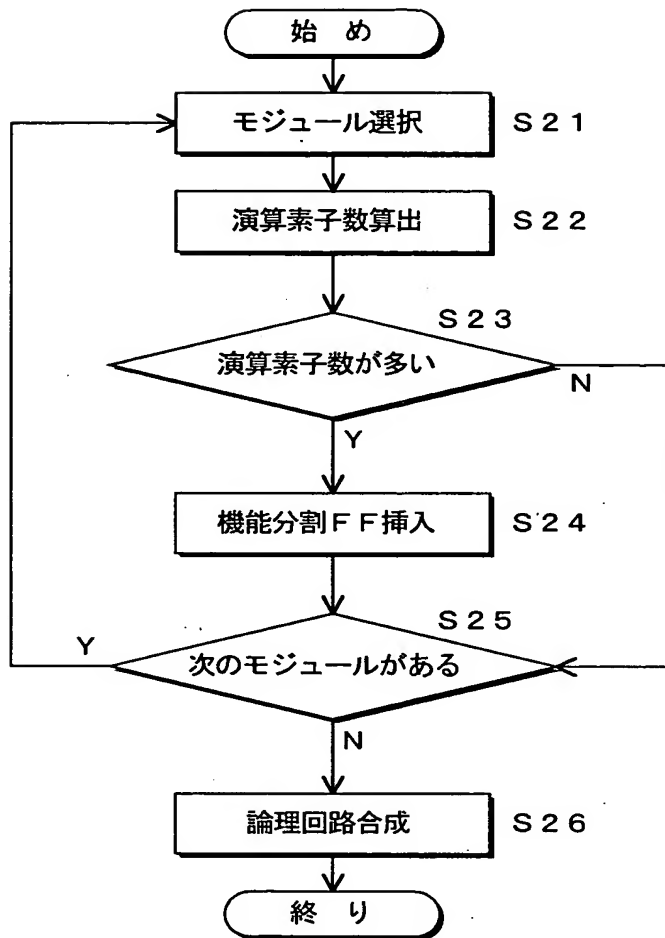 始 め
モジュール選択 S21
演算素子数算出 S22
S23
演算素子数が多い
N
Y
機能分割FF挿入 S24
S25
Y
次のモジュールがある
N
論理回路合成 S26
終 り